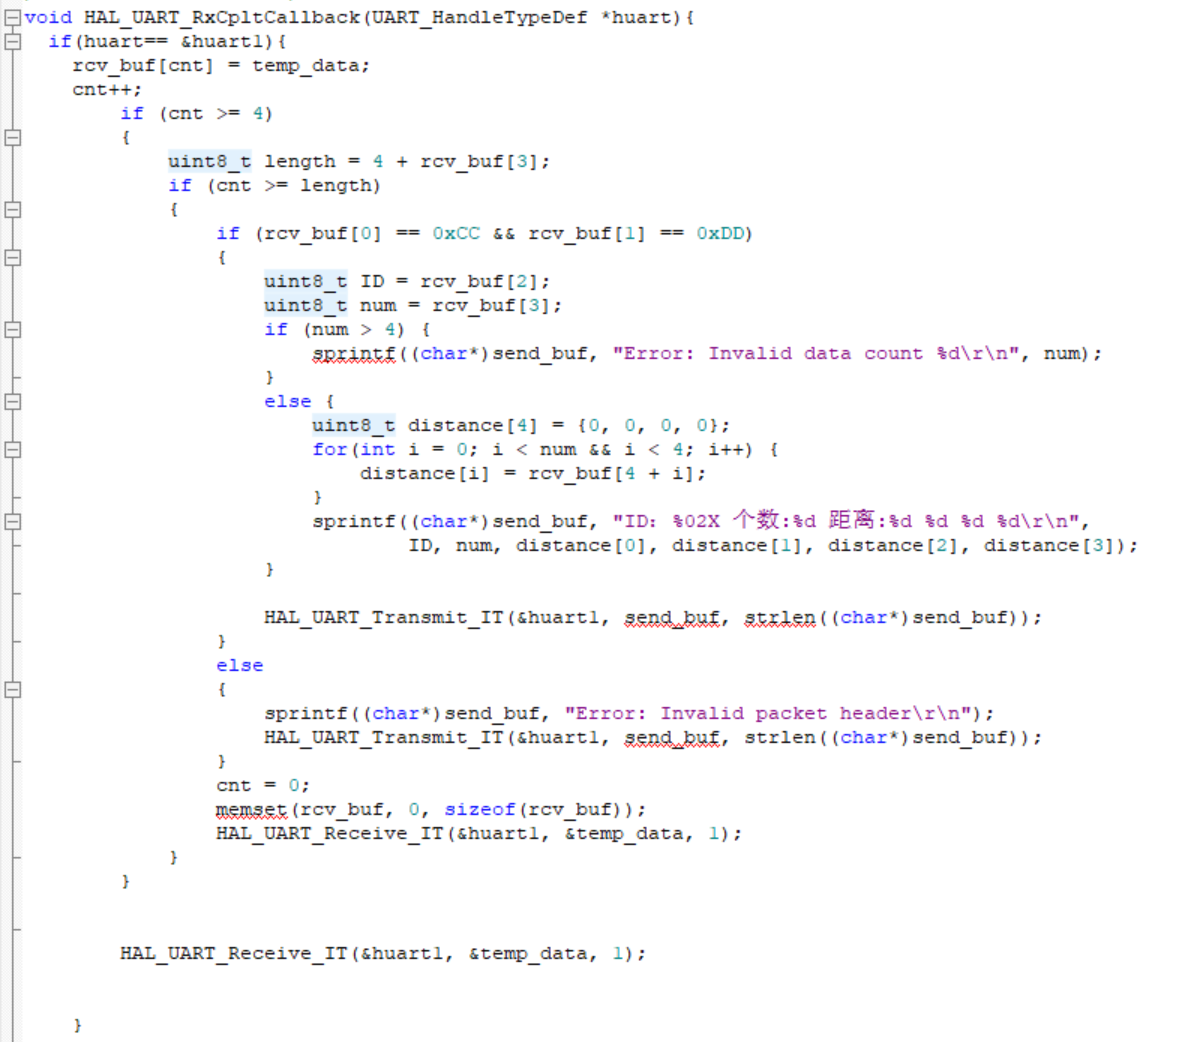 void HAL_UART_RxCpltCallback(UART_HandleTypeDef *huart){
if(huart== &huart1){
rcv_buf[cnt] = temp_data;
cnt++;
if (cnt >= 4)
{
uint8_t length = 4 + rcv_buf[3];
if (cnt >= length)
{
if (rcv_buf[0] == 0xCC && rcv_buf[1] == 0xDD)
{
uint8_t ID = rcv_buf[2];
uint8_t num = rcv_buf[3];
if (num > 4) {
sprintf((char*)send_buf, "Error: Invalid data count %d\r\n", num);
}
else {
uint8_t distance[4] = {0, 0, 0, 0};
for(int i = 0; i < num && i < 4; i++) {
distance[i] = rcv_buf[4 + i];
}
sprintf((char*)send_buf, "ID: %02X 个数:%d 距离:%d %d %d %d\r\n",
ID, num, distance[0], distance[1], distance[2], distance[3]);
}
HAL_UART_Transmit_IT(&huart1, send_buf, strlen((char*)send_buf));
}
else
{
sprintf((char*)send_buf, "Error: Invalid packet header\r\n");
HAL_UART_Transmit_IT(&huart1, send_buf, strlen((char*)send_buf));
}
cnt = 0;
memset(rcv_buf, 0, sizeof(rcv_buf));
HAL_UART_Receive_IT(&huart1, &temp_data, 1);
}
}
HAL_UART_Receive_IT(&huart1, &temp_data, 1);
}